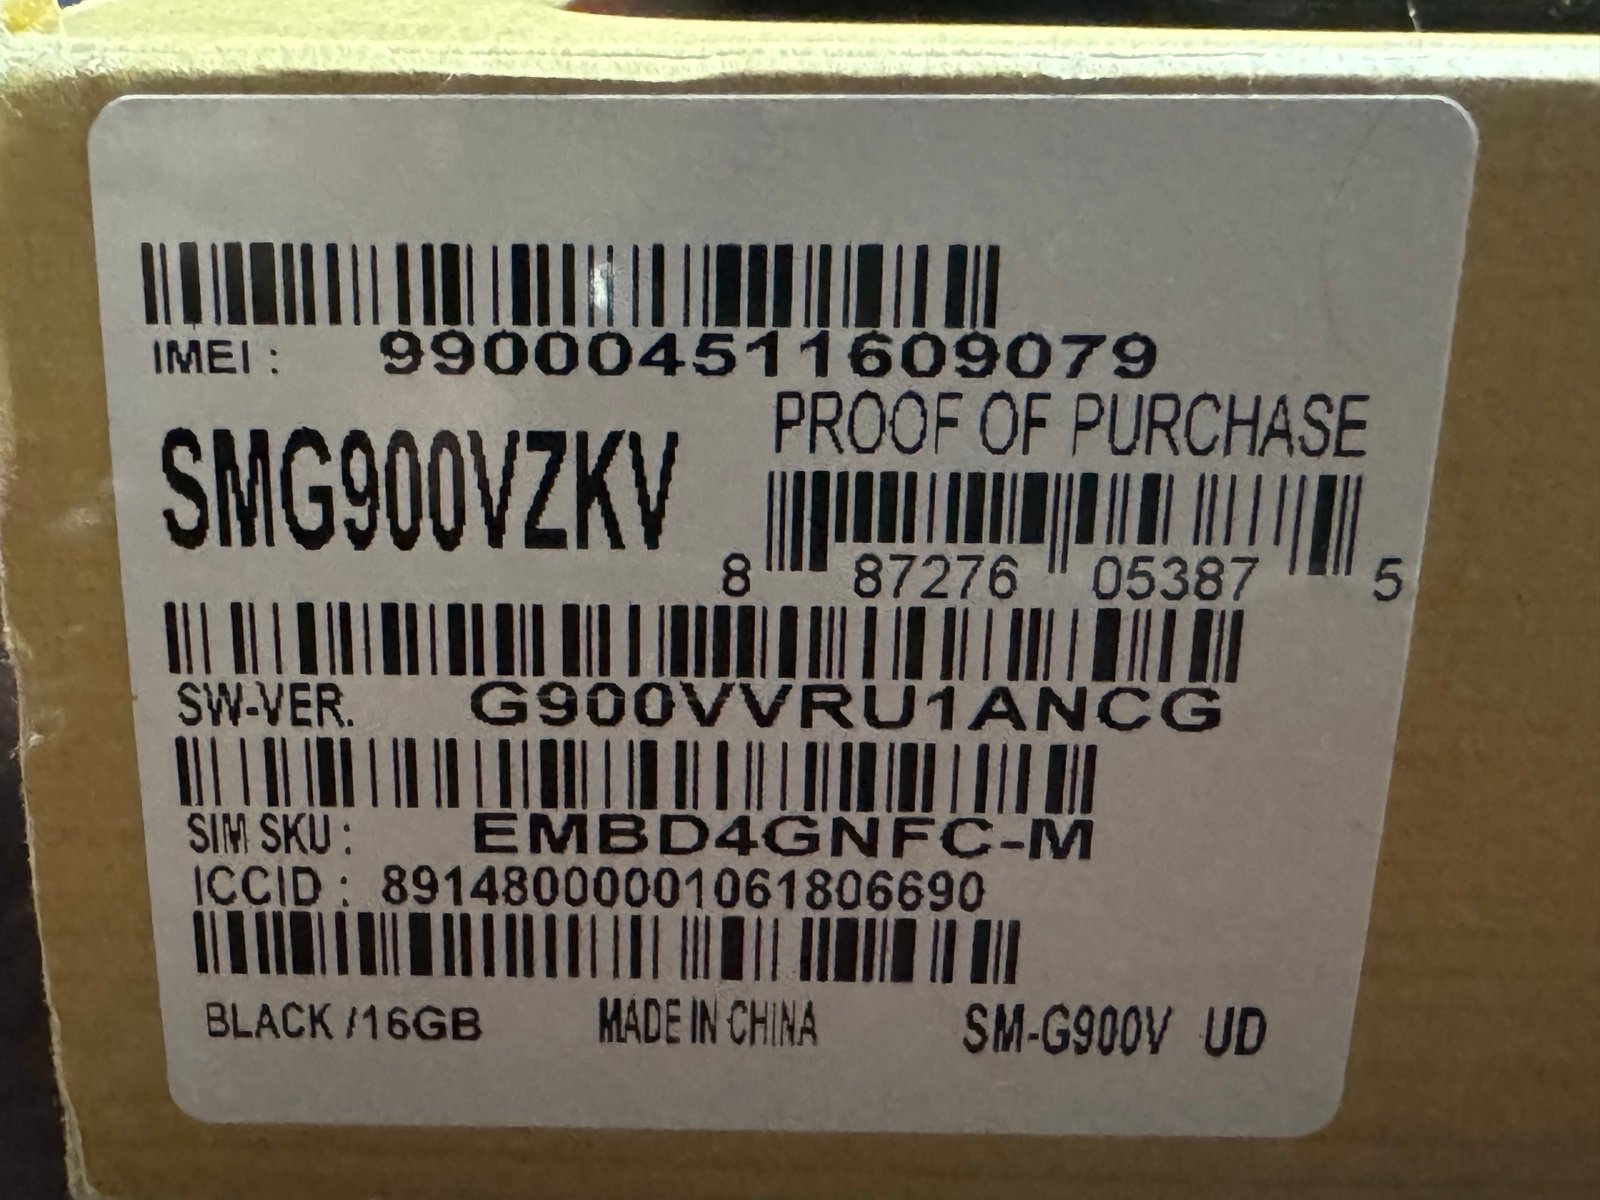 IMEI : 990004511609079
PROOF OF PURCHASE
SMG900VZKV
8 87276 05387 5
SW-VER. G900VVRU1ANCG
SIM SKU : EMBD4GNFC-M
ICCID : 89148000001061806690
BLACK /16GB MADE IN CHINA SM-G900V UD